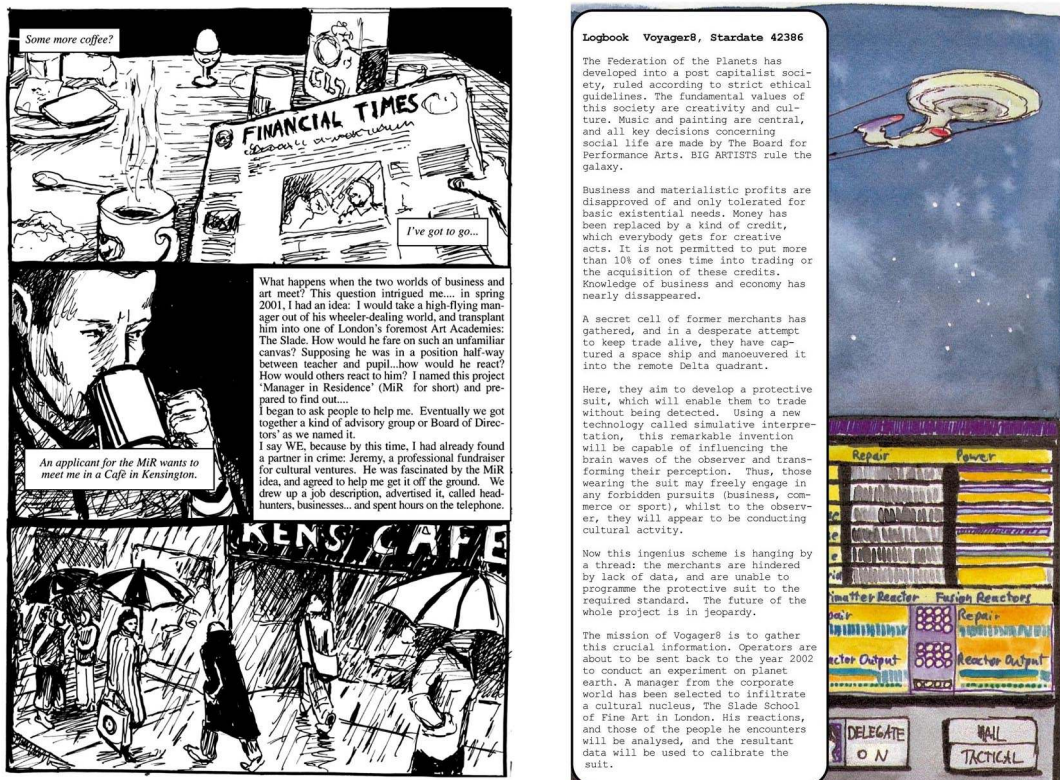 Some more coffee?
FINANCIAL TIMES
I've got to go...
What happens when the two worlds of business and
art meet? This question intrigued me.... in spring
2001, I had an idea: I would take a high-flying man-
ager out of his wheeler-dealing world, and transplant
him into one of London's foremost Art Academies:
The Slade. How would he fare on such an unfamiliar
canvas? Supposing he was in a position half-way
between teacher and pupil...how would he react?
How would others react to him? I named this project
'Manager in Residence' (MiR for short) and pre-
pared to find out....
I began to ask people to help me. Eventually we got
together a kind of advisory group or Board of Direc-
tors' as we named it.
I say WE, because by this time, I had already found
a partner in crime: Jeremy, a professional fundraiser
for cultural ventures. He was fascinated by the MiR
idea, and agreed to help me get it off the ground. We
drew up a job description, advertised it, called head-
hunters, businesses... and spent hours on the telephone.
An applicant for the MiR wants to
meet me in a Cafè in Kensington.
KENS CAFE
Logbook Voyager8, Stardate 42386
The Federation of the Planets has
developed into a post capitalist soci-
ety, ruled according to strict ethical
guidelines. The fundamental values of
this society are creativity and cul-
ture. Music and painting are central,
and all key decisions concerning
social life are made by The Board for
Performance Arts. BIG ARTISTS rule the
galaxy.
Business and materialistic profits are
disapproved of and only tolerated for
basic existential needs. Money has
been replaced by a kind of credit,
which everybody gets for creative
acts. It is not permitted to put more
than 10% of ones time into trading or
the acquisition of these credits.
Knowledge of business and economy has
nearly dissappeared.
A secret cell of former merchants has
gathered, and in a desperate attempt
to keep trade alive, they have cap-
tured a space ship and manoeuvered it
into the remote Delta quadrant.
Here, they aim to develop a protective
suit, which will enable them to trade
without being detected. Using a new
technology called simulative interpre-
tation, this remarkable invention
will be capable of influencing the
brain waves of the observer and trans-
forming their perception. Thus, those
wearing the suit may freely engage in
any forbidden pursuits (business, com-
merce or sport), whilst to the observ-
er, they will appear to be conducting
cultural actvity.
Now this ingenius scheme is hanging by
a thread: the merchants are hindered
by lack of data, and are unable to
programme the protective suit to the
required standard. The future of the
whole project is in jeopardy.
The mission of Vogager8 is to gather
this crucial information. Operators are
about to be sent back to the year 2002
to conduct an experiment on planet
earth. A manager from the corporate
world has been selected to infiltrate
a cultural nucleus, The Slade School
of Fine Art in London. His reactions,
and those of the people he encounters
will be analysed, and the resultant
data will be used to calibrate the
suit.
Repair Power
imatter Reactor Fusion Reactors
pair Repair
actor Output Reactor Output
DELEGATE
ON
HAIL
TACTICAL